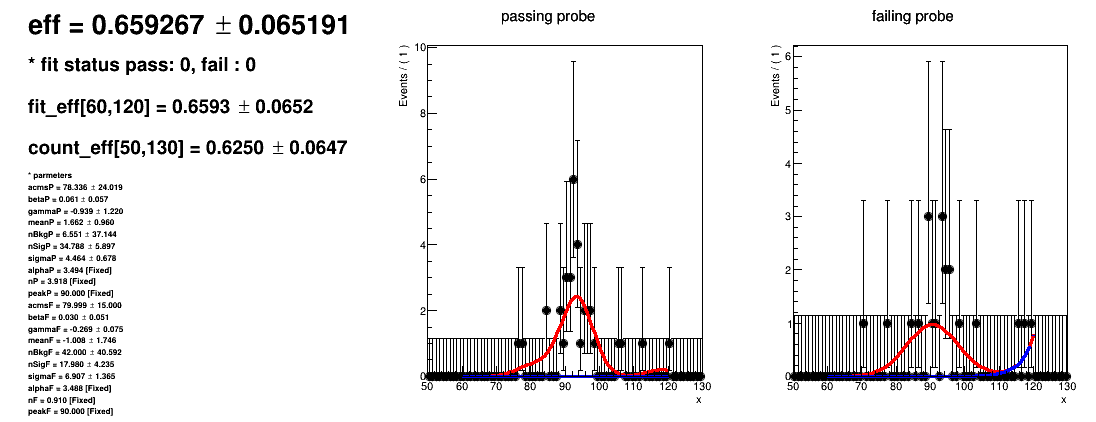 eff = 0.659267 ± 0.065191
* fit status pass: 0, fail : 0
fit_eff[60,120] = 0.6593 ± 0.0652
count_eff[50,130] = 0.6250 ± 0.0647
* parmeters
acmsP = 78.336 ± 24.019
betaP = 0.061 ± 0.057
gammaP = -0.939 ± 1.220
meanP = 1.662 ± 0.960
nBkgP = 6.551 ± 37.144
nSigP = 34.788 ± 5.897
sigmaP = 4.464 ± 0.678
alphaP = 3.494 [Fixed]
nP = 3.918 [Fixed]
peakP = 90.000 [Fixed]
acmsF = 79.999 ± 15.000
betaF = 0.030 ± 0.051
gammaF = -0.269 ± 0.075
meanF = -1.008 ± 1.746
nBkgF = 42.000 ± 40.592
nSigF = 17.980 ± 4.235
sigmaF = 6.907 ± 1.365
alphaF = 3.488 [Fixed]
nF = 0.910 [Fixed]
peakF = 90.000 [Fixed]
passing probe
Events / ( 1 )
10
8
6
4
2
0
50 60 70 80 90 100 110 120 130
x
failing probe
Events / ( 1 )
6
5
4
3
2
1
0
50 60 70 80 90 100 110 120 130
x